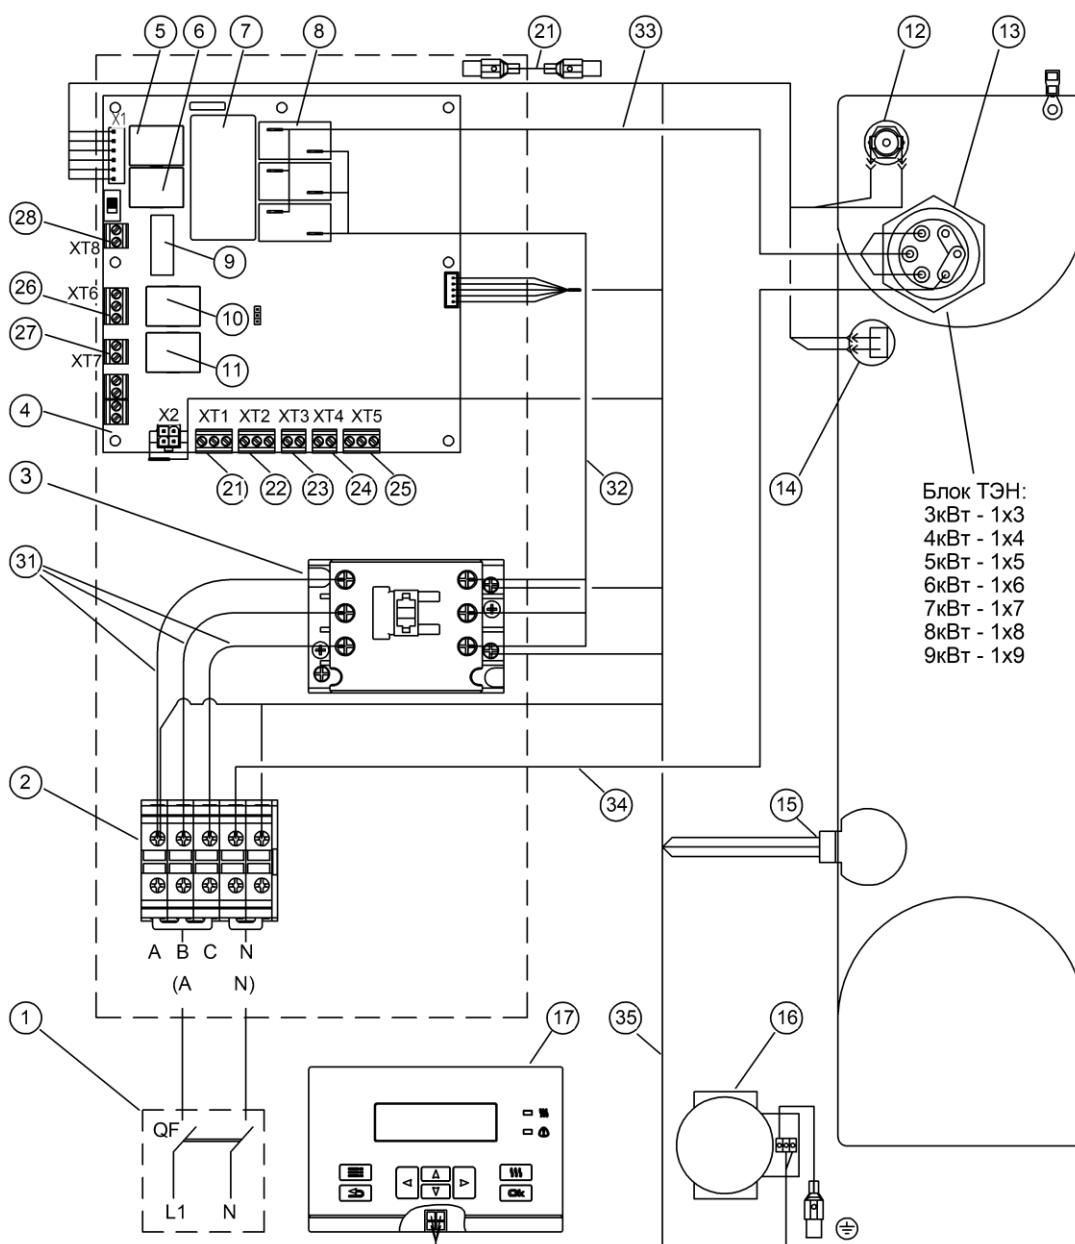 5 6 7 8 21 33 12 13
X1
28
XT8
9
26
XT6
10
27
XT7
11
4
X2 XT1 XT2 XT3 XT4 XT5
21 22 23 24 25
32
14
3
Блок ТЭН:
3кВт - 1х3
4кВт - 1х4
5кВт - 1х5
6кВт - 1х6
7кВт - 1х7
8кВт - 1х8
9кВт - 1х9
31
2
34
15
A B C N
(A N)
1
17
35
16
QF
L1 N
Ok